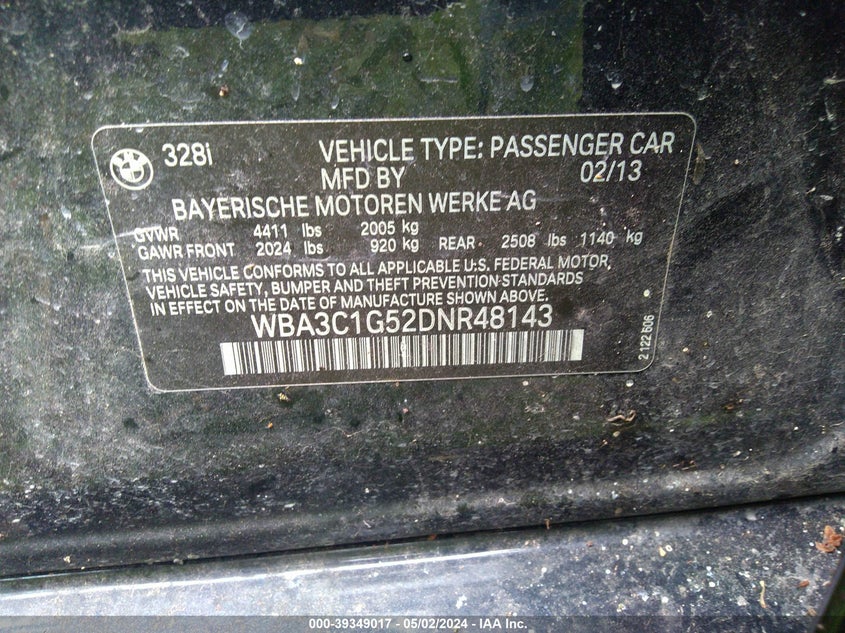 BMW
328i VEHICLE TYPE: PASSENGER CAR
MFD BY 02/13
BAYERISCHE MOTOREN WERKE AG
GVWR 4411 lbs 2005 kg
GAWR FRONT 2024 lbs 920 kg REAR 2508 lbs 1140 kg
THIS VEHICLE CONFORMS TO ALL APPLICABLE U.S. FEDERAL MOTOR
VEHICLE SAFETY, BUMPER AND THEFT PREVENTION STANDARDS
IN EFFECT ON THE DATE OF MANUFACTURE SHOWN ABOVE.
WBA3C1G52DNR48143
2 122 606
000-39349017 — 05/02/2024 — IAA Inc.